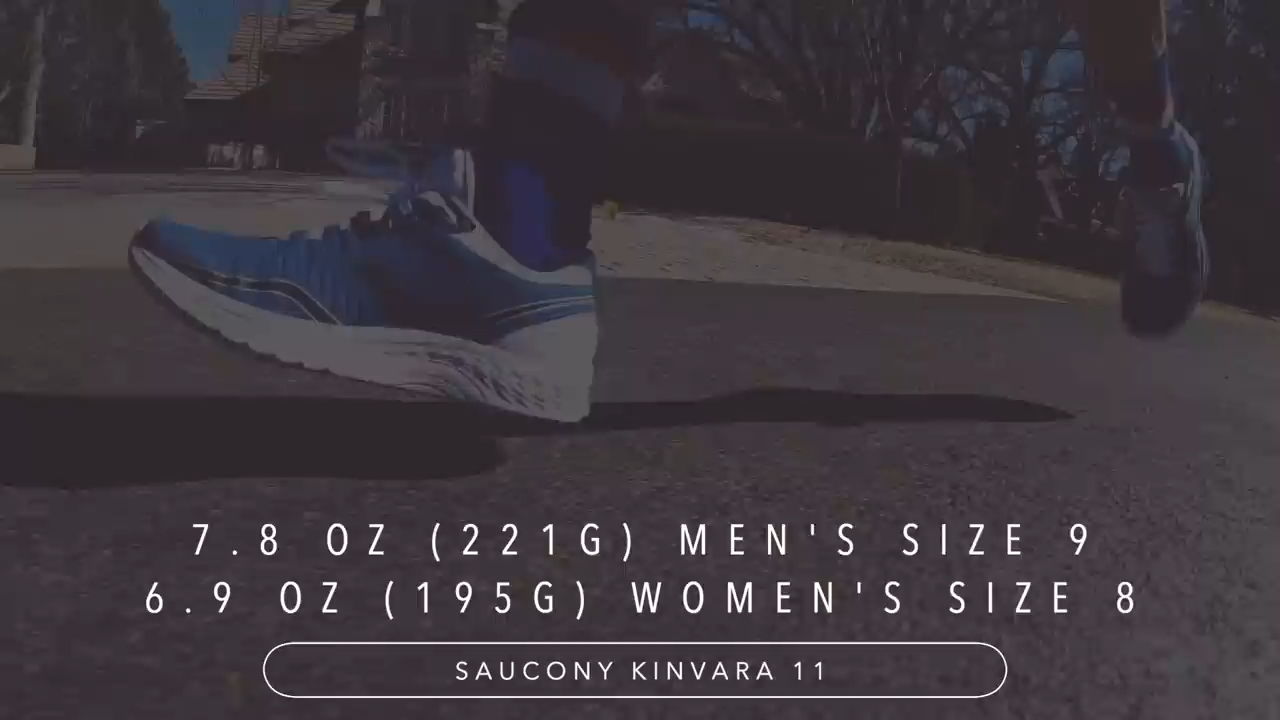 7.8 OZ (221G) MEN'S SIZE 9
6.9 OZ (195G) WOMEN'S SIZE 8
SAUCONY KINVARA 11